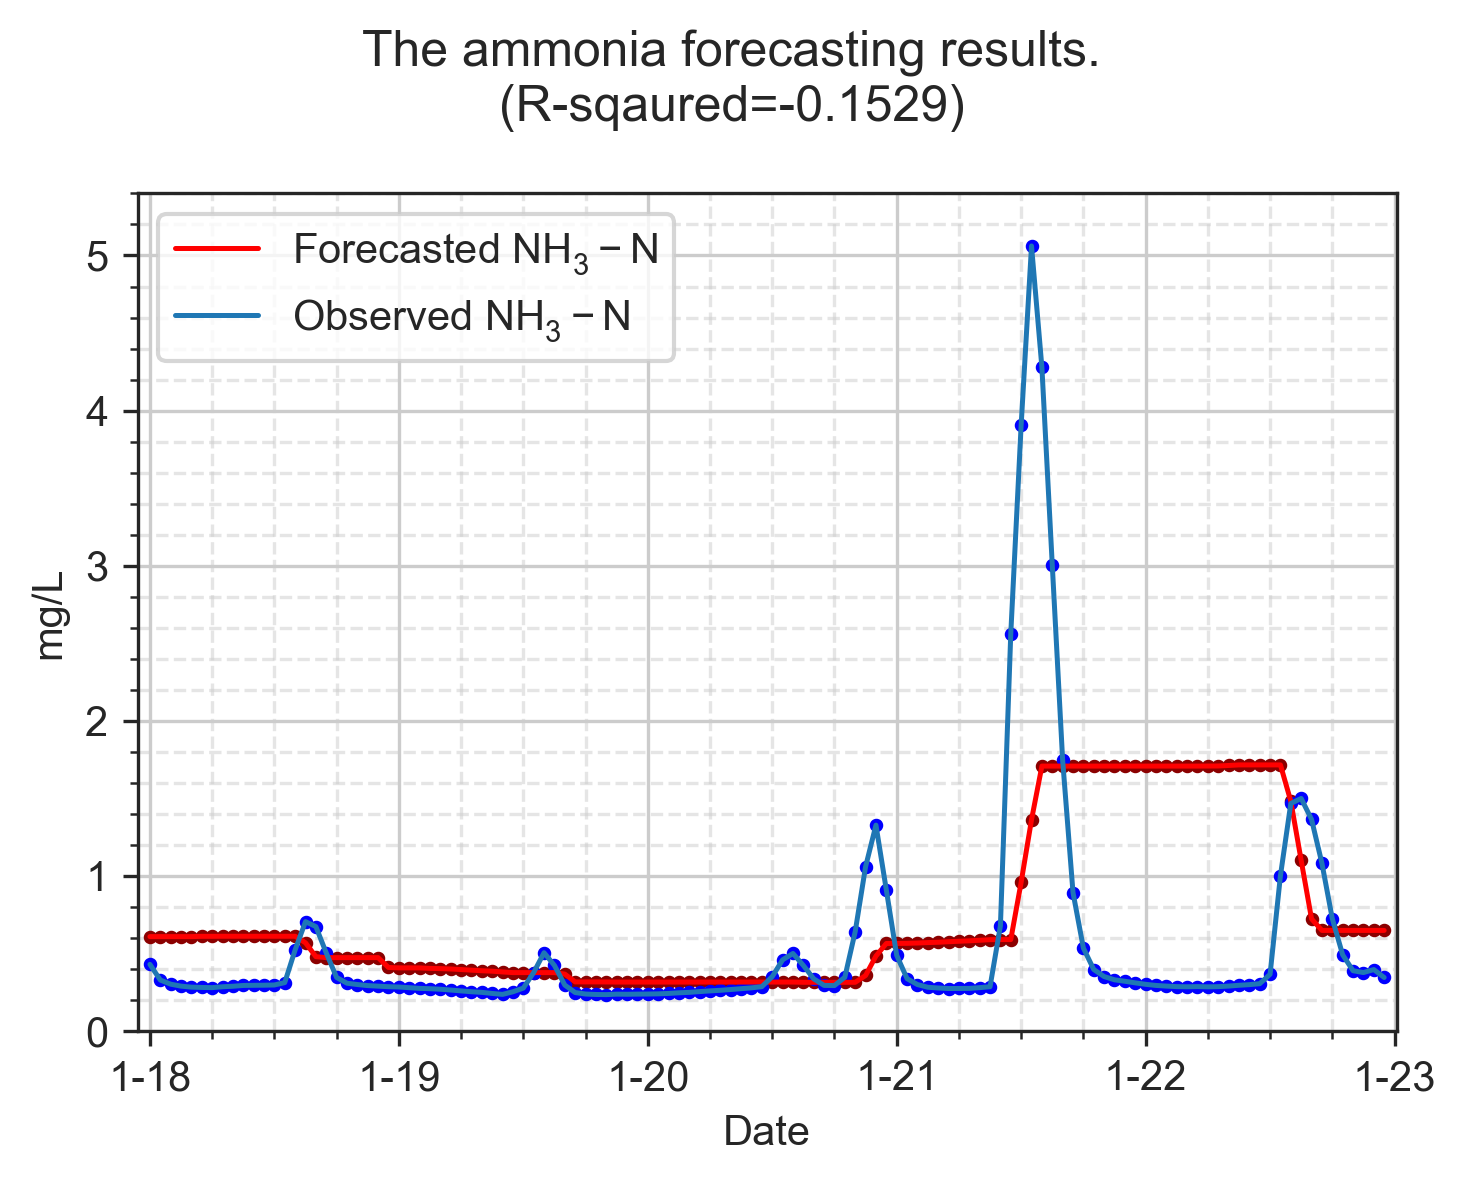 The ammonia forecasting results.
(R-sqaured=-0.1529)
Forecasted NH₃ − N
Observed NH₃ − N
5
4
3
2
1
0
mg/L
1-18 1-19 1-20 1-21 1-22 1-23
Date